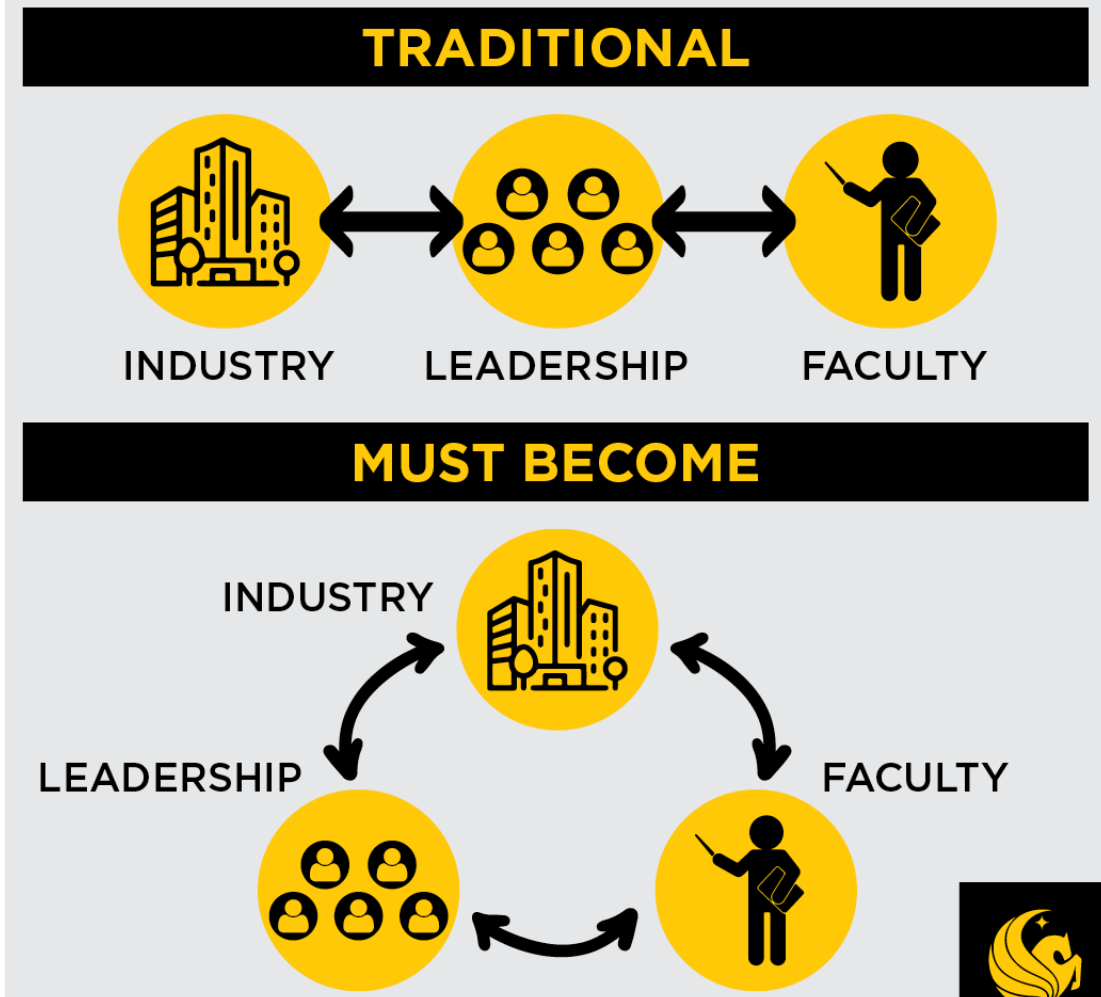 TRADITIONAL
INDUSTRY
LEADERSHIP
FACULTY
MUST BECOME
INDUSTRY
LEADERSHIP
FACULTY